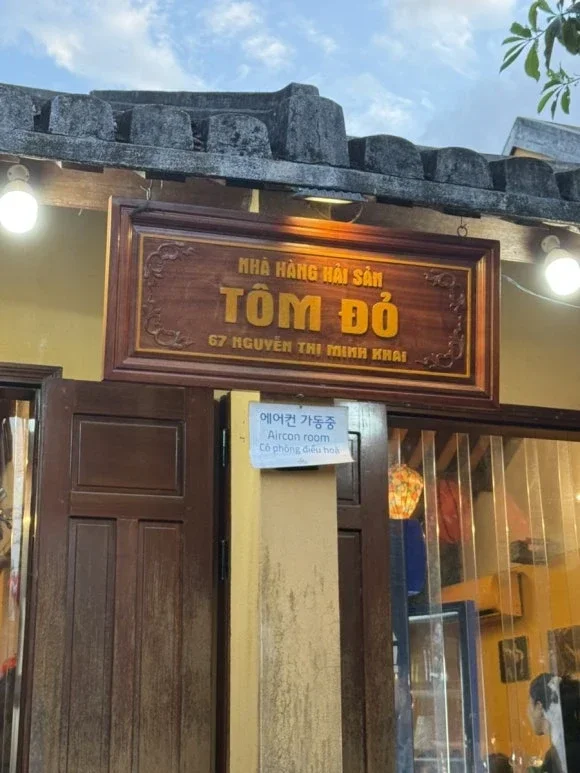 NHÀ HÀNG HẢI SẢN
TÔM ĐỎ
67 NGUYỄN THỊ MINH KHAI
에어컨 가동중
Aircon room
Có phòng điều hoà